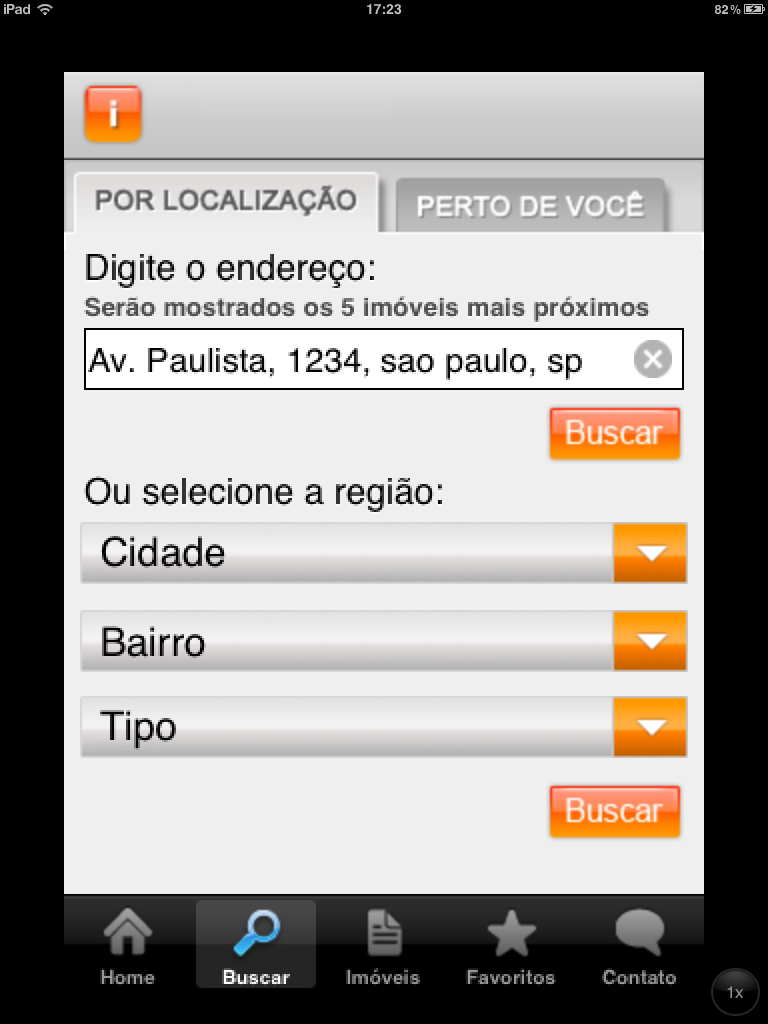 iPad 17:23 82%
i
POR LOCALIZAÇÃO PERTO DE VOCÊ
Digite o endereço:
Serão mostrados os 5 imóveis mais próximos
Av. Paulista, 1234, sao paulo, sp
Buscar
Ou selecione a região:
Cidade
Bairro
Tipo
Buscar
Home Buscar Imóveis Favoritos Contato
1x